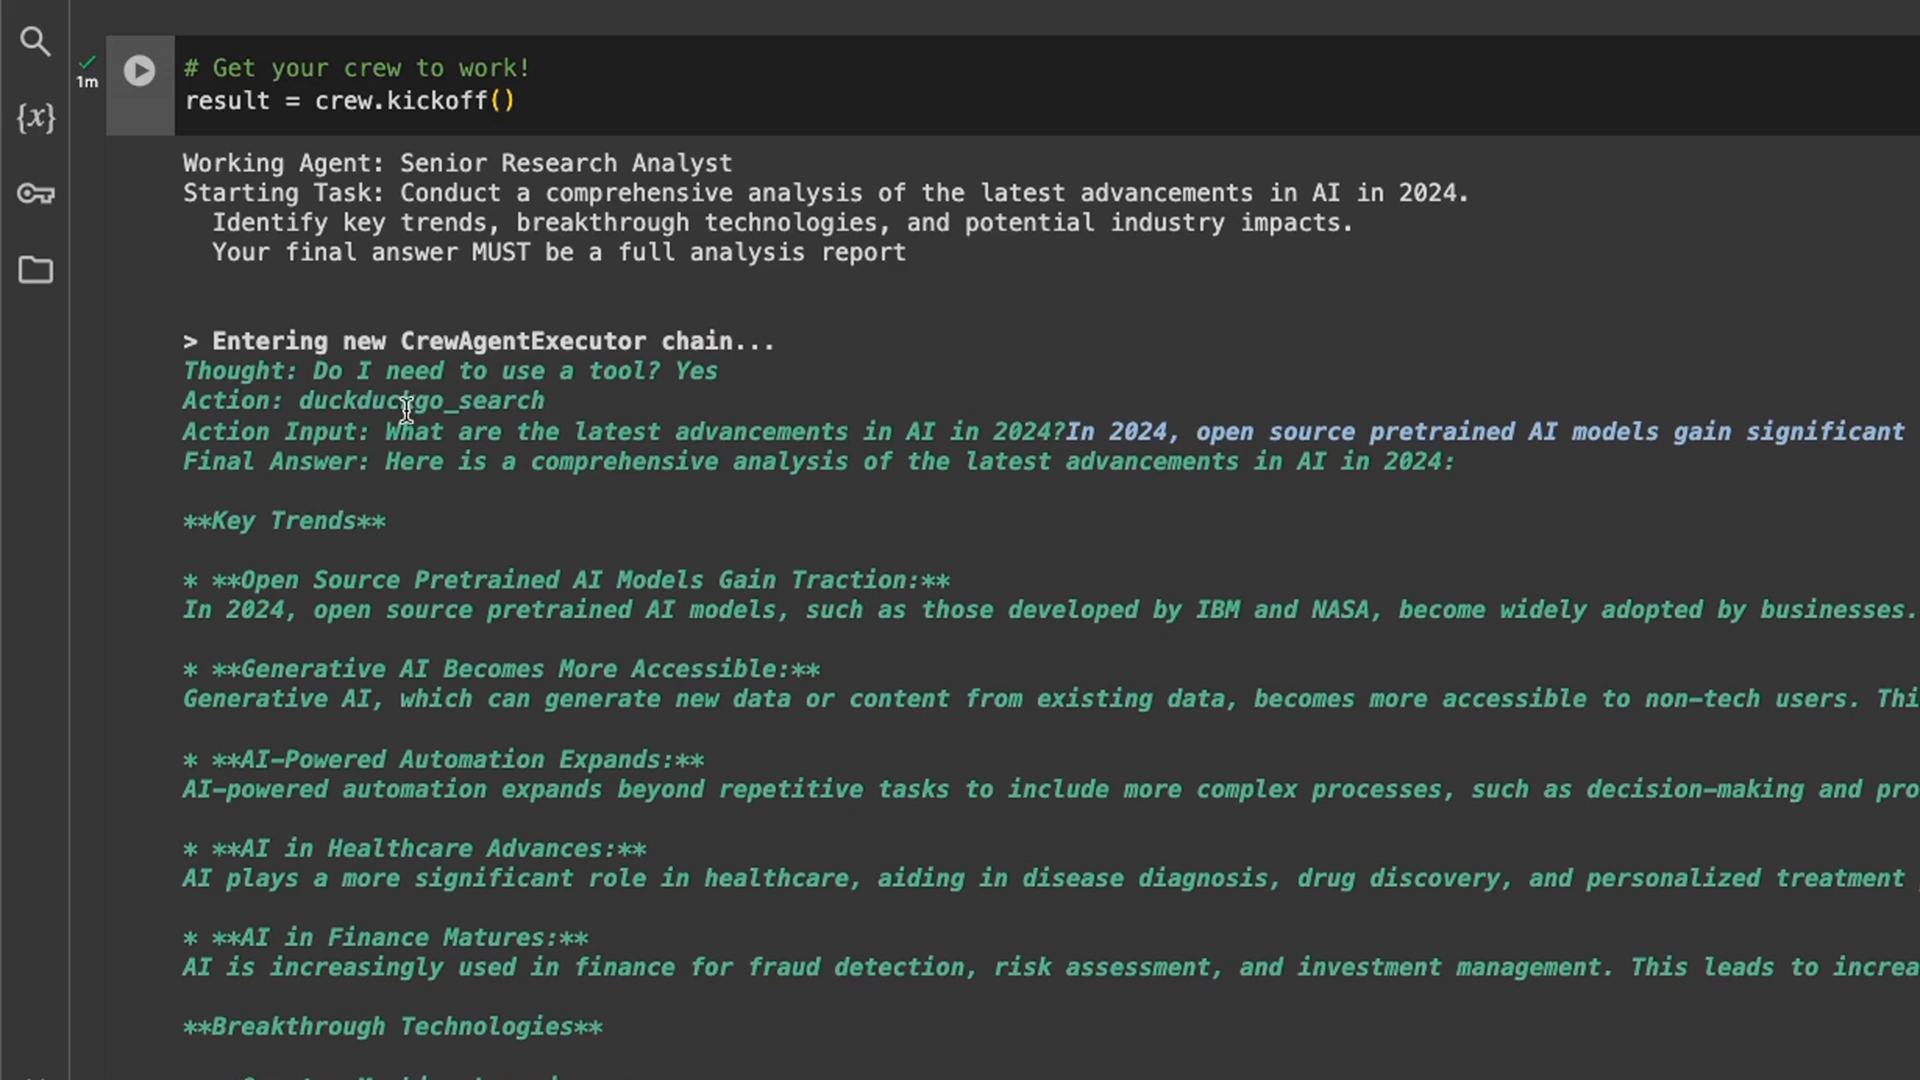 # Get your crew to work!
1m
result = crew.kickoff()
{x}
Working Agent: Senior Research Analyst
Starting Task: Conduct a comprehensive analysis of the latest advancements in AI in 2024.
Identify key trends, breakthrough technologies, and potential industry impacts.
Your final answer MUST be a full analysis report
> Entering new CrewAgentExecutor chain...
Thought: Do I need to use a tool? Yes
Action: duckduckgo_search
Action Input: What are the latest advancements in AI in 2024?In 2024, open source pretrained AI models gain significant
Final Answer: Here is a comprehensive analysis of the latest advancements in AI in 2024:
**Key Trends**
* **Open Source Pretrained AI Models Gain Traction:**
In 2024, open source pretrained AI models, such as those developed by IBM and NASA, become widely adopted by businesses.
* **Generative AI Becomes More Accessible:**
Generative AI, which can generate new data or content from existing data, becomes more accessible to non-tech users. Thi
* **AI-Powered Automation Expands:**
AI-powered automation expands beyond repetitive tasks to include more complex processes, such as decision-making and pro
* **AI in Healthcare Advances:**
AI plays a more significant role in healthcare, aiding in disease diagnosis, drug discovery, and personalized treatment
* **AI in Finance Matures:**
AI is increasingly used in finance for fraud detection, risk assessment, and investment management. This leads to increa
**Breakthrough Technologies**